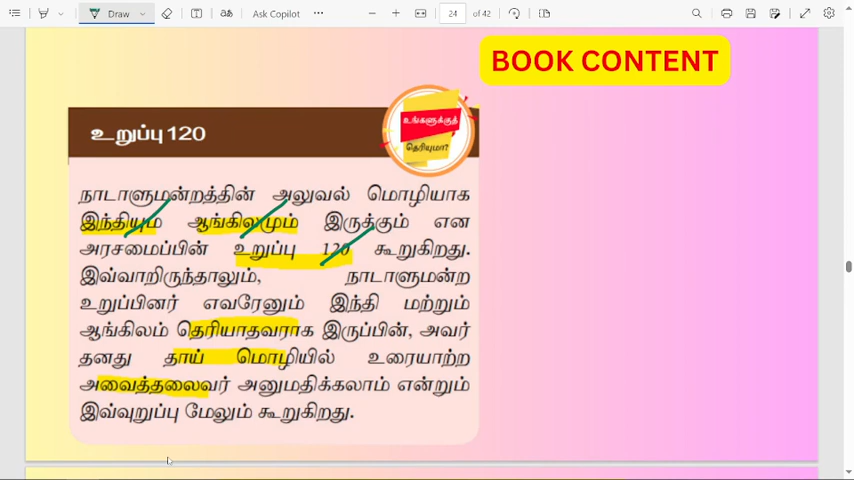 Draw
Ask Copilot
24 of 42
BOOK CONTENT
உறுப்பு 120
உங்களுக்குத்
தெரியுமா?
நாடாளுமன்றத்தின் அலுவல் மொழியாக
இந்தியும் ஆங்கிலமும் இருக்கும் என
அரசமைப்பின் உறுப்பு 120 கூறுகிறது.
இவ்வாறிருந்தாலும், நாடாளுமன்ற
உறுப்பினர் எவரேனும் இந்தி மற்றும்
ஆங்கிலம் தெரியாதவராக இருப்பின், அவர்
தனது தாய் மொழியில் உரையாற்ற
அவைத்தலைவர் அனுமதிக்கலாம் என்றும்
இவ்வுறுப்பு மேலும் கூறுகிறது.